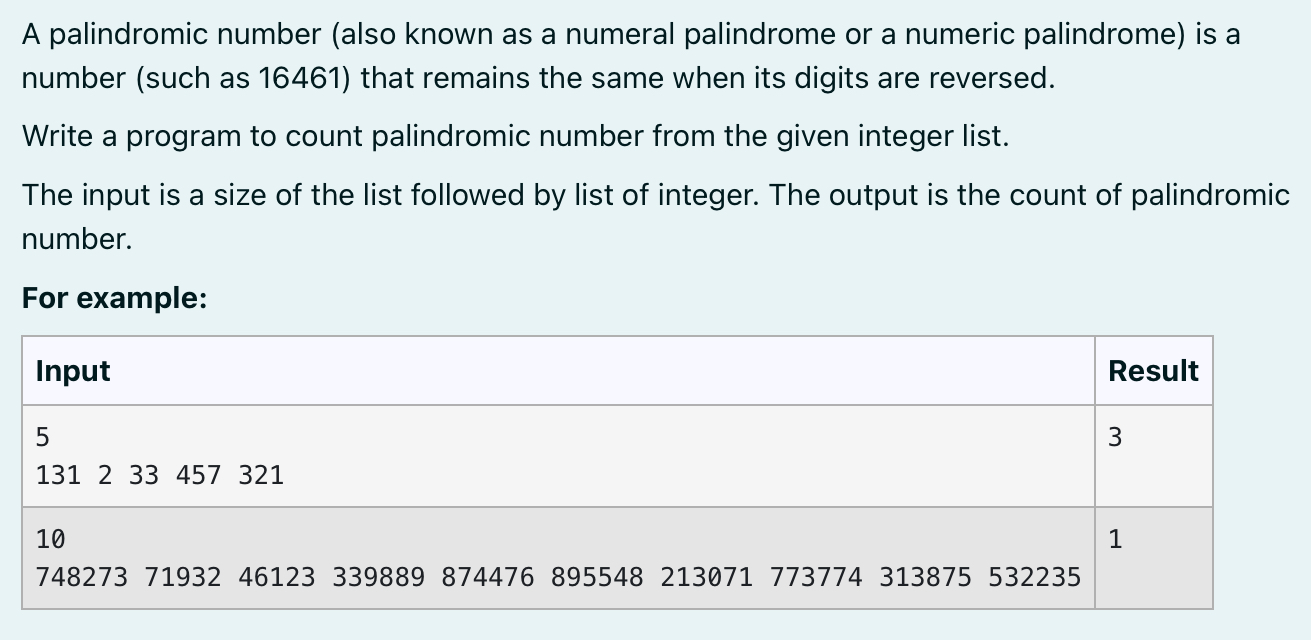 A palindromic number (also known as a numeral palindrome or a numeric palindrome) is a
number (such as 16461) that remains the same when its digits are reversed.
Write a program to count palindromic number from the given integer list.
The input is a size of the list followed by list of integer. The output is the count of palindromic
number.
For example:
Input Result
5 3
131 2 33 457 321
10 1
748273 71932 46123 339889 874476 895548 213071 773774 313875 532235